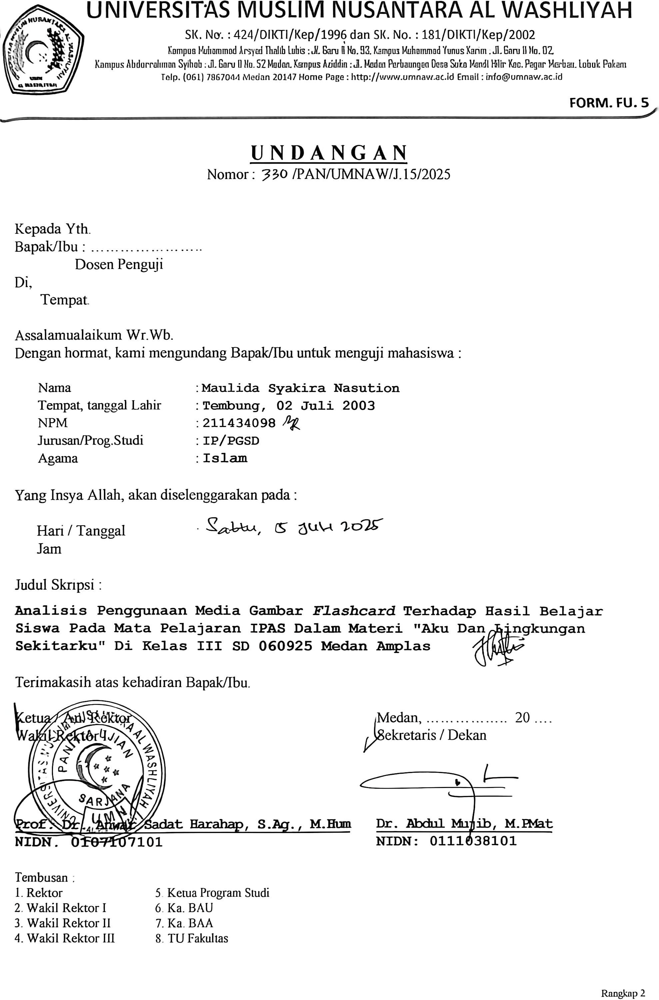 UNIVERSITAS MUSLIM NUSANTARA AL WASHLIYAH
SK. No. : 424/DIKTI/Kep/1996 dan SK. No. : 181/DIKTI/Kep/2002
Kampus Muhammad Arsyad Thalib Lubis : Jl. Garu II No. 93, Kampus Muhammad Yunus Karim : Jl. Garu II No. 02
Kampus Abdurrahman Syihab : Jl. Garu II No. 52 Medan, Kampus Aziddin : Jl. Medan Perbaungan Desa Suka Mandi Hilir Kec. Pagar Merbau, Lubuk Pakam
Telp. (061) 7867044 Medan 20147 Home Page : http://www.umnaw.ac.id Email : info@umnaw.ac.id
FORM. FU. 5
UNDANGAN
Nomor : 330 /PAN/UMNAW/J.15/2025
Kepada Yth.
Bapak/Ibu : ......................
Dosen Penguji
Di,
Tempat.
Assalamualaikum Wr.Wb.
Dengan hormat, kami mengundang Bapak/Ibu untuk menguji mahasiswa :
Nama : Maulida Syakira Nasution
Tempat, tanggal Lahir : Tembung, 02 Juli 2003
NPM : 211434098
Jurusan/Prog.Studi : IP/PGSD
Agama : Islam
Yang Insya Allah, akan diselenggarakan pada :
Hari / Tanggal : Sabtu, 05 Juli 2025
Jam
Judul Skripsi :
Analisis Penggunaan Media Gambar Flashcard Terhadap Hasil Belajar
Siswa Pada Mata Pelajaran IPAS Dalam Materi "Aku Dan Lingkungan
Sekitarku" Di Kelas III SD 060925 Medan Amplas
Terimakasih atas kehadiran Bapak/Ibu.
Ketua / An. Rektor
Wakil Rektor I
UNIVERSITAS MUSLIM NUSANTARA AL WASHLIYAH
PANITIA UJIAN
SARJANA
UMN
Prof. Dr. Anwar Sadat Harahap, S.Ag., M.Hum
NIDN. 0107107101
Medan, ................. 20 ....
Sekretaris / Dekan
Dr. Abdul Mujib, M.PMat
NIDN: 0111038101
Tembusan :
1. Rektor
2. Wakil Rektor I
3. Wakil Rektor II
4. Wakil Rektor III
5. Ketua Program Studi
6. Ka. BAU
7. Ka. BAA
8. TU Fakultas
Rangkap 2